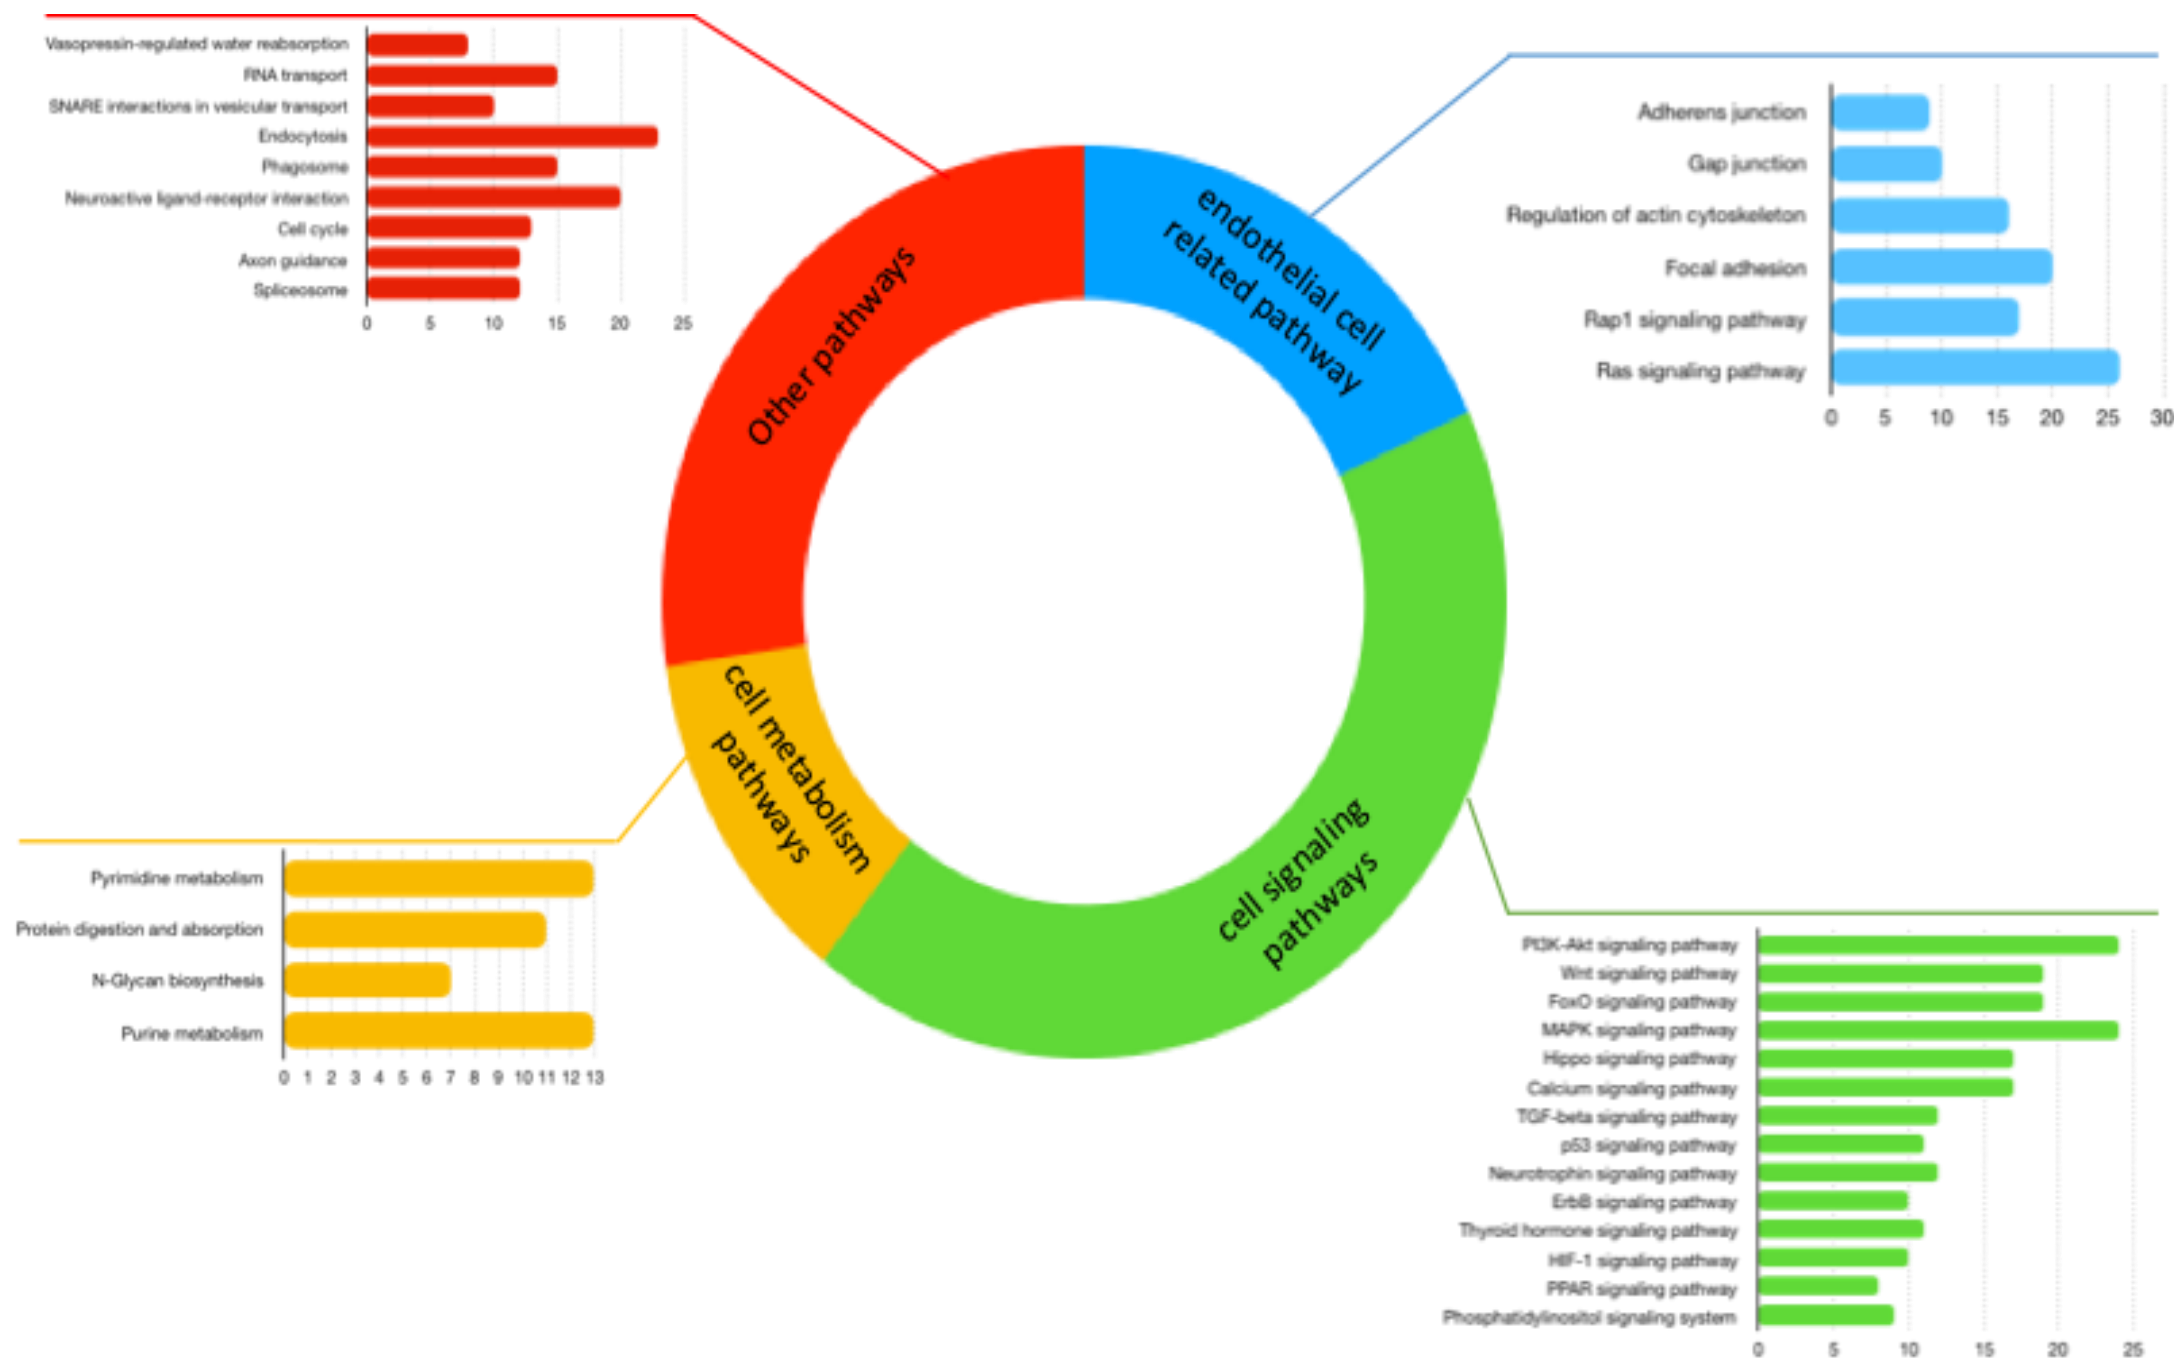 Vasopressin-regulated water reabsorption
RNA transport
SNARE interactions in vesicular transport
Endocytosis
Phagosome
Neuroactive ligand-receptor interaction
Cell cycle
Axon guidance
Spliceosome
0 5 10 15 20 25
Adherens junction
Gap junction
Regulation of actin cytoskeleton
Focal adhesion
Rap1 signaling pathway
Ras signaling pathway
0 5 10 15 20 25 30
Other pathways
endothelial cell
related pathway
cell metabolism
pathways
cell signaling
pathways
Pyrimidine metabolism
Protein digestion and absorption
N-Glycan biosynthesis
Purine metabolism
0 1 2 3 4 5 6 7 8 9 10 11 12 13
PI3K-Akt signaling pathway
Wnt signaling pathway
FoxO signaling pathway
MAPK signaling pathway
Hippo signaling pathway
Calcium signaling pathway
TGF-beta signaling pathway
p53 signaling pathway
Neurotrophin signaling pathway
ErbB signaling pathway
Thyroid hormone signaling pathway
HIF-1 signaling pathway
PPAR signaling pathway
Phosphatidylinositol signaling system
0 5 10 15 20 25